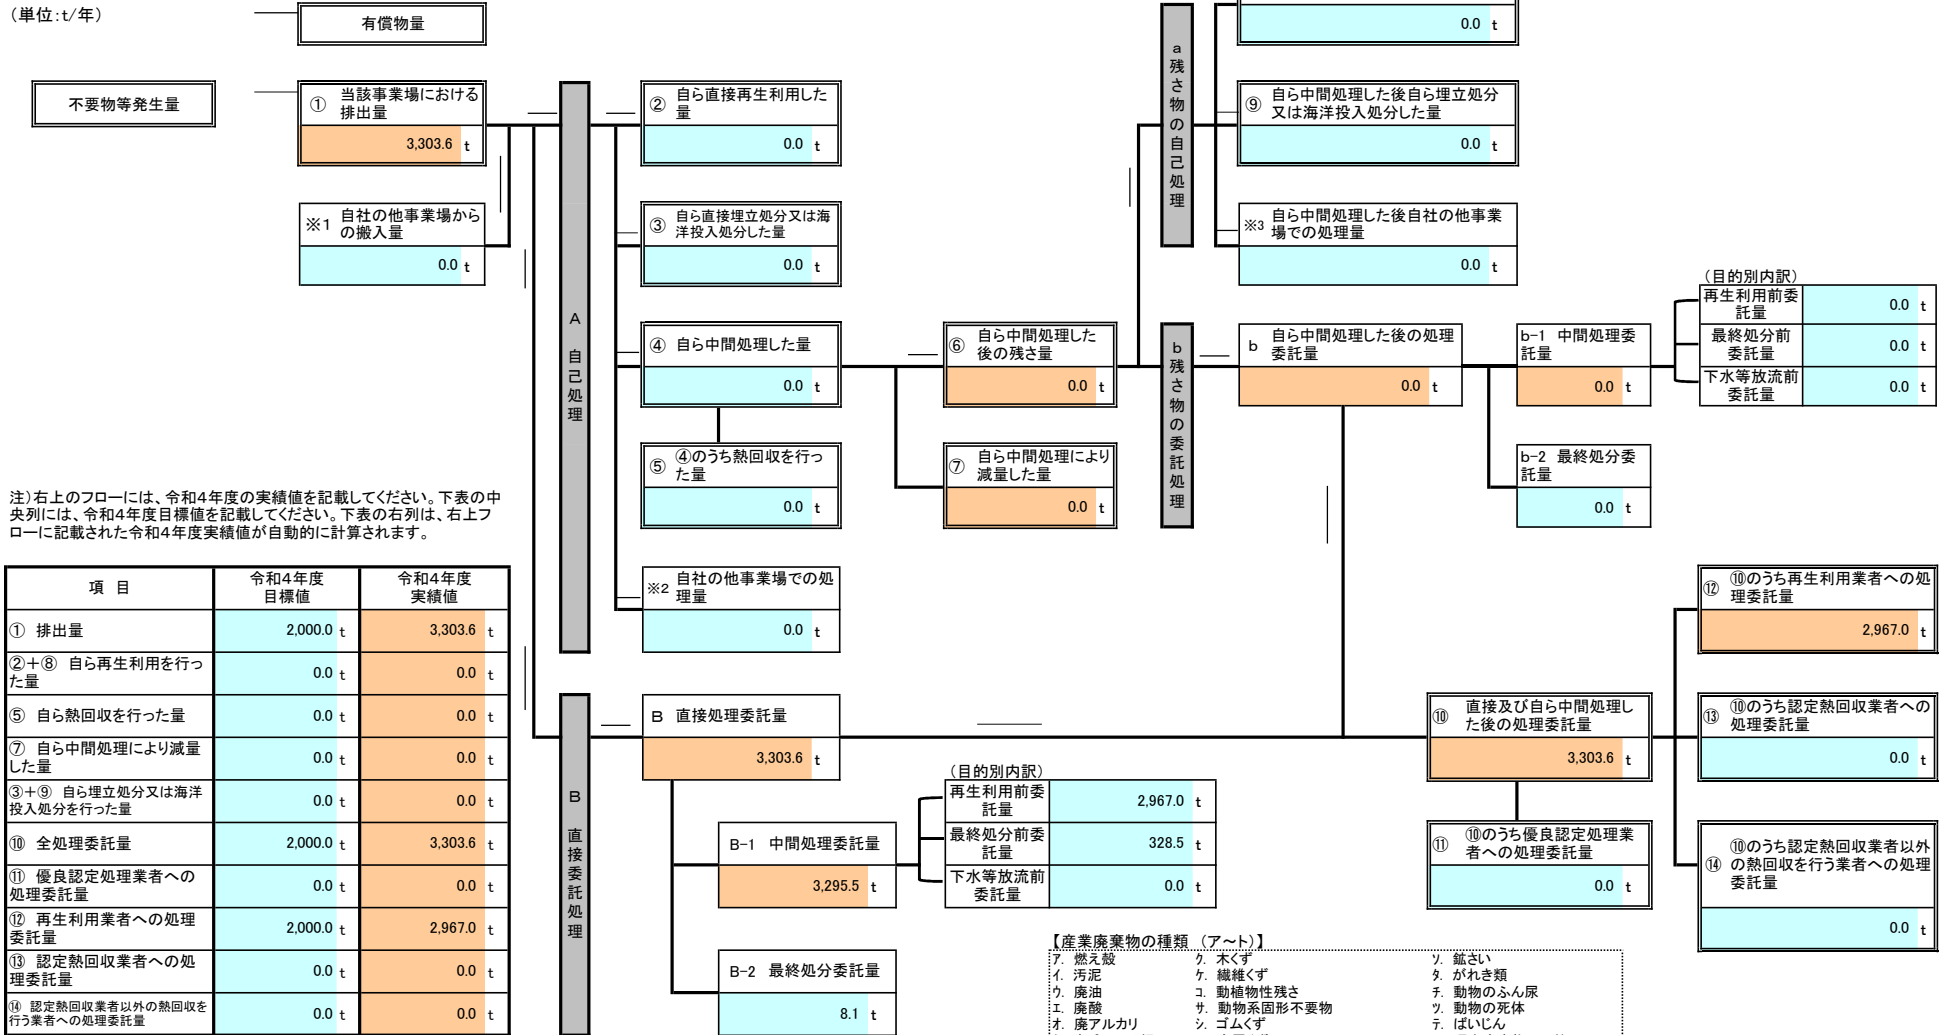 (単位:t/年)
有償物量
0.0 t
不要物等発生量
① 当該事業場における
排出量
3,303.6 t
※1 自社の他事業場から
の搬入量
0.0 t
A 自己処理
② 自ら直接再生利用した
量
0.0 t
③ 自ら直接埋立処分又は海
洋投入処分した量
0.0 t
④ 自ら中間処理した量
0.0 t
⑤ ④のうち熱回収を行っ
た量
0.0 t
※2 自社の他事業場での処
理量
0.0 t
⑥ 自ら中間処理した
後の残さ量
0.0 t
⑦ 自ら中間処理により
減量した量
0.0 t
a 残さ物の自己処理
⑨ 自ら中間処理した後自ら埋立処分
又は海洋投入処分した量
0.0 t
※3 自ら中間処理した後自社の他事業
場での処理量
0.0 t
b 残さ物の委託処理
b 自ら中間処理した後の処理
委託量
0.0 t
b-1 中間処理委
託量
0.0 t
b-2 最終処分委
託量
0.0 t
(目的別内訳)
再生利用前委
託量 0.0 t
最終処分前
委託量 0.0 t
下水等放流前
委託量 0.0 t
注)右上のフローには、令和4年度の実績値を記載してください。下表の中
央列には、令和4年度目標値を記載してください。下表の右列は、右上フ
ローに記載された令和4年度実績値が自動的に計算されます。
項 目 令和4年度 目標値 令和4年度 実績値
① 排出量 2,000.0 t 3,303.6 t
②+⑧ 自ら再生利用を行っ
た量 0.0 t 0.0 t
⑤ 自ら熱回収を行った量 0.0 t 0.0 t
⑦ 自ら中間処理により減量
した量 0.0 t 0.0 t
③+⑨ 自ら埋立処分又は海洋
投入処分を行った量 0.0 t 0.0 t
⑩ 全処理委託量 2,000.0 t 3,303.6 t
⑪ 優良認定処理業者への
処理委託量 0.0 t 0.0 t
⑫ 再生利用業者への処理
委託量 2,000.0 t 2,967.0 t
⑬ 認定熱回収業者への処
理委託量 0.0 t 0.0 t
⑭ 認定熱回収業者以外の熱回収を
行う業者への処理委託量 0.0 t 0.0 t
B 直接委託処理
B 直接処理委託量
3,303.6 t
B-1 中間処理委託量
3,295.5 t
B-2 最終処分委託量
8.1 t
(目的別内訳)
再生利用前委
託量 2,967.0 t
最終処分前委
託量 328.5 t
下水等放流前
委託量 0.0 t
⑩ 直接及び自ら中間処理し
た後の処理委託量
3,303.6 t
⑪ ⑩のうち優良認定処理業
者への処理委託量
0.0 t
⑫ ⑩のうち再生利用業者への処
理委託量
2,967.0 t
⑬ ⑩のうち認定熱回収業者への
処理委託量
0.0 t
⑭ ⑩のうち認定熱回収業者以外
の熱回収を行う業者への処理
委託量
0.0 t
【産業廃棄物の種類 (ア~ト)】
ア. 燃え殻 ク. 木くず ソ. 鉱さい
イ. 汚泥 ケ. 繊維くず タ. がれき類
ウ. 廃油 コ. 動植物性残さ チ. 動物のふん尿
エ. 廃酸 サ. 動物系固形不要物 ツ. 動物の死体
オ. 廃アルカリ シ. ゴムくず テ. ばいじん